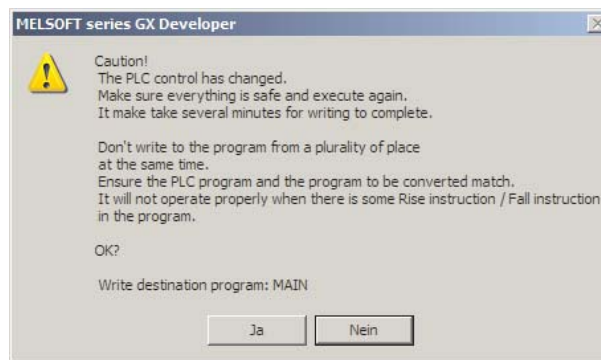 MELSOFT series GX Developer
Caution!
The PLC control has changed.
Make sure everything is safe and execute again.
It make take several minutes for writing to complete.
Don't write to the program from a plurality of place
at the same time.
Ensure the PLC program and the program to be converted match.
It will not operate properly when there is some Rise instruction / Fall instruction
in the program.
OK?
Write destination program: MAIN
Ja
Nein